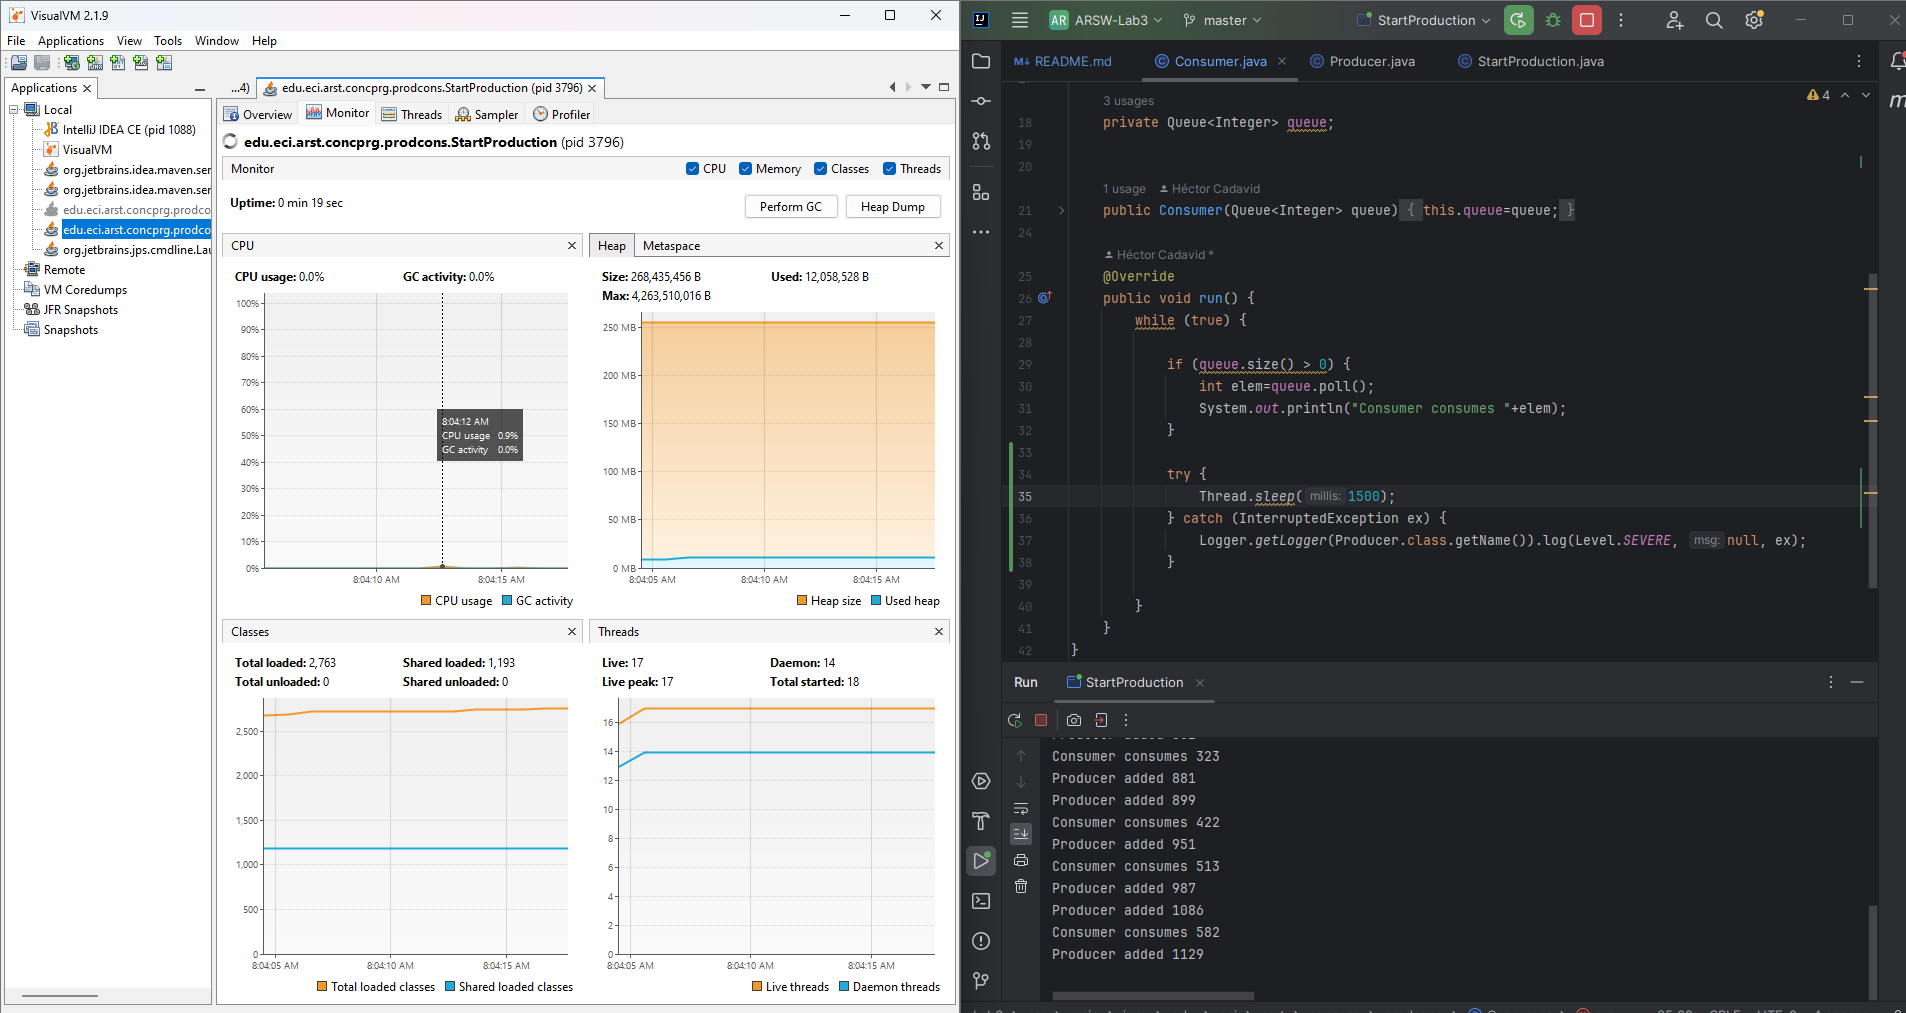 VisualVM 2.1.9
File Applications View Tools Window Help
Applications
Local
IntelliJ IDEA CE (pid 1088)
VisualVM
org.jetbrains.idea.maven.ser
org.jetbrains.idea.maven.ser
edu.eci.arst.concprg.prodco
edu.eci.arst.concprg.prodco
org.jetbrains.jps.cmdline.Lau
Remote
VM Coredumps
JFR Snapshots
Snapshots
...4) edu.eci.arst.concprg.prodcons.StartProduction (pid 3796)
Overview Monitor Threads Sampler Profiler
edu.eci.arst.concprg.prodcons.StartProduction (pid 3796)
Monitor CPU Memory Classes Threads
Uptime: 0 min 19 sec Perform GC Heap Dump
CPU
CPU usage: 0.0% GC activity: 0.0%
100%
90%
80%
70%
60%
50%
40%
30%
20%
10%
0%
8:04:12 AM
CPU usage 0.9%
GC activity 0.0%
8:04:10 AM 8:04:15 AM
CPU usage GC activity
Heap Metaspace
Size: 268,435,456 B Used: 12,058,528 B
Max: 4,263,510,016 B
250 MB
200 MB
150 MB
100 MB
50 MB
0 MB
8:04:05 AM 8:04:10 AM 8:04:15 AM
Heap size Used heap
Classes
Total loaded: 2,763 Shared loaded: 1,193
Total unloaded: 0 Shared unloaded: 0
2,500
2,000
1,500
1,000
500
0
8:04:05 AM 8:04:10 AM 8:04:15 AM
Total loaded classes Shared loaded classes
Threads
Live: 17 Daemon: 14
Live peak: 17 Total started: 18
16
14
12
10
8
6
4
2
0
8:04:05 AM 8:04:10 AM 8:04:15 AM
Live threads Daemon threads
IJ AR ARSW-Lab3 master StartProduction
M↓ README.md Consumer.java Producer.java StartProduction.java
4
3 usages
18 private Queue<Integer> queue;
19
20
1 usage Héctor Cadavid
21 public Consumer(Queue<Integer> queue) { this.queue=queue; }
24
Héctor Cadavid *
25 @Override
26 public void run() {
27 while (true) {
28
29 if (queue.size() > 0) {
30 int elem=queue.poll();
31 System.out.println("Consumer consumes "+elem);
32 }
33
34 try {
35 Thread.sleep( millis: 1500);
36 } catch (InterruptedException ex) {
37 Logger.getLogger(Producer.class.getName()).log(Level.SEVERE, msg: null, ex);
38 }
39
40 }
41 }
42 }
Run StartProduction
Consumer consumes 323
Producer added 881
Producer added 899
Consumer consumes 422
Producer added 951
Consumer consumes 513
Producer added 987
Producer added 1086
Consumer consumes 582
Producer added 1129